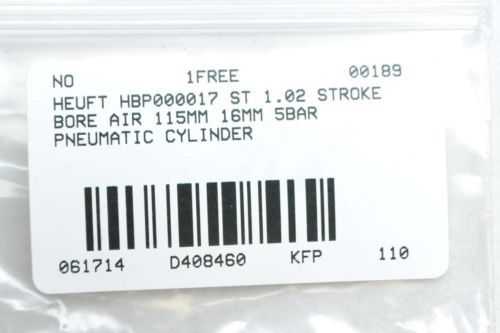 NO 1FREE 00189
HEUFT HBP000017 ST 1.02 STROKE
BORE AIR 115MM 16MM 5BAR
PNEUMATIC CYLINDER
061714 D408460 KFP 110